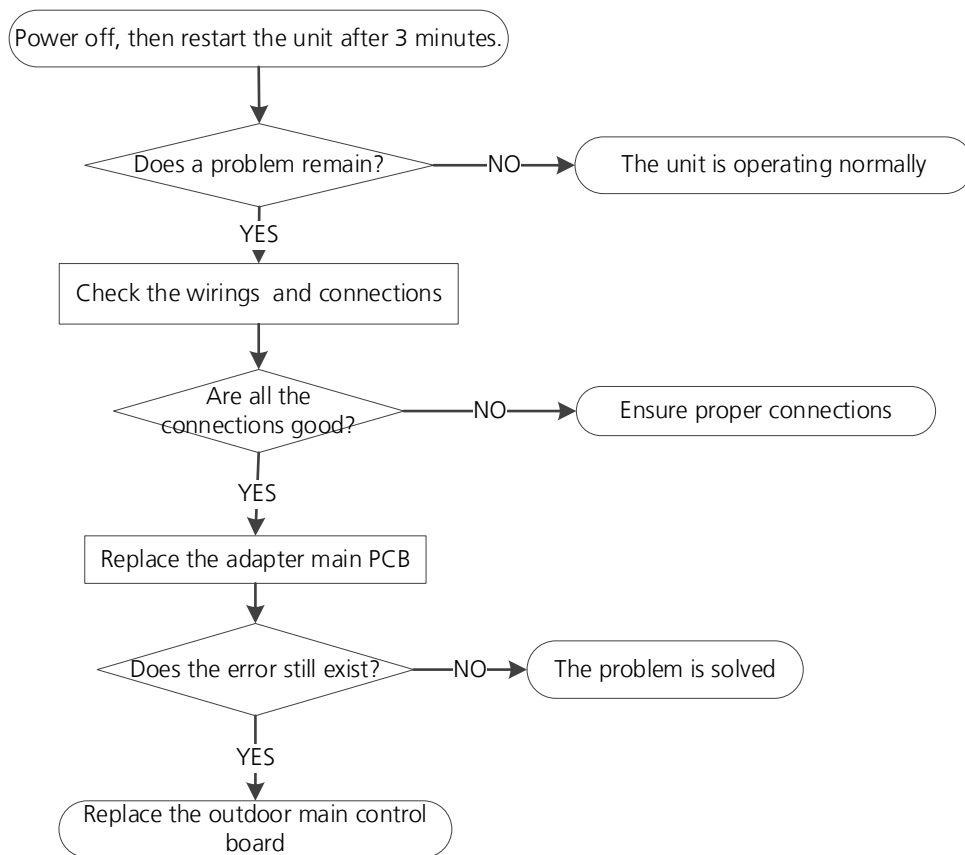 Power off, then restart the unit after 3 minutes.
Does a problem remain?
NO
The unit is operating normally
YES
Check the wirings and connections
Are all the
connections good?
NO
Ensure proper connections
YES
Replace the adapter main PCB
Does the error still exist?
NO
The problem is solved
YES
Replace the outdoor main control
board